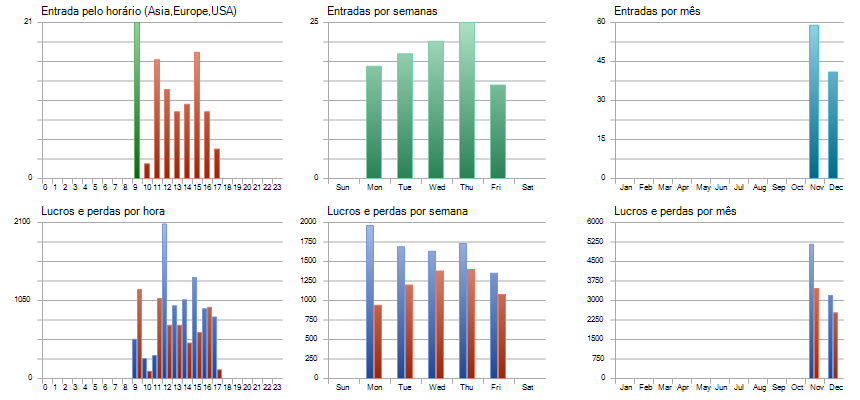 Entrada pelo horário (Asia,Europe,USA)
21
0
0 1 2 3 4 5 6 7 8 9 10 11 12 13 14 15 16 17 18 19 20 21 22 23
Entradas por semanas
25
0
Sun Mon Tue Wed Thu Fri Sat
Entradas por mês
60
45
30
15
0
Jan Feb Mar Apr May Jun Jul Aug Sep Oct Nov Dec
Lucros e perdas por hora
2100
1050
0
0 1 2 3 4 5 6 7 8 9 10 11 12 13 14 15 16 17 18 19 20 21 22 23
Lucros e perdas por semana
2000
1750
1500
1250
1000
750
500
250
0
Sun Mon Tue Wed Thu Fri Sat
Lucros e perdas por mês
6000
5250
4500
3750
3000
2250
1500
750
0
Jan Feb Mar Apr May Jun Jul Aug Sep Oct Nov Dec